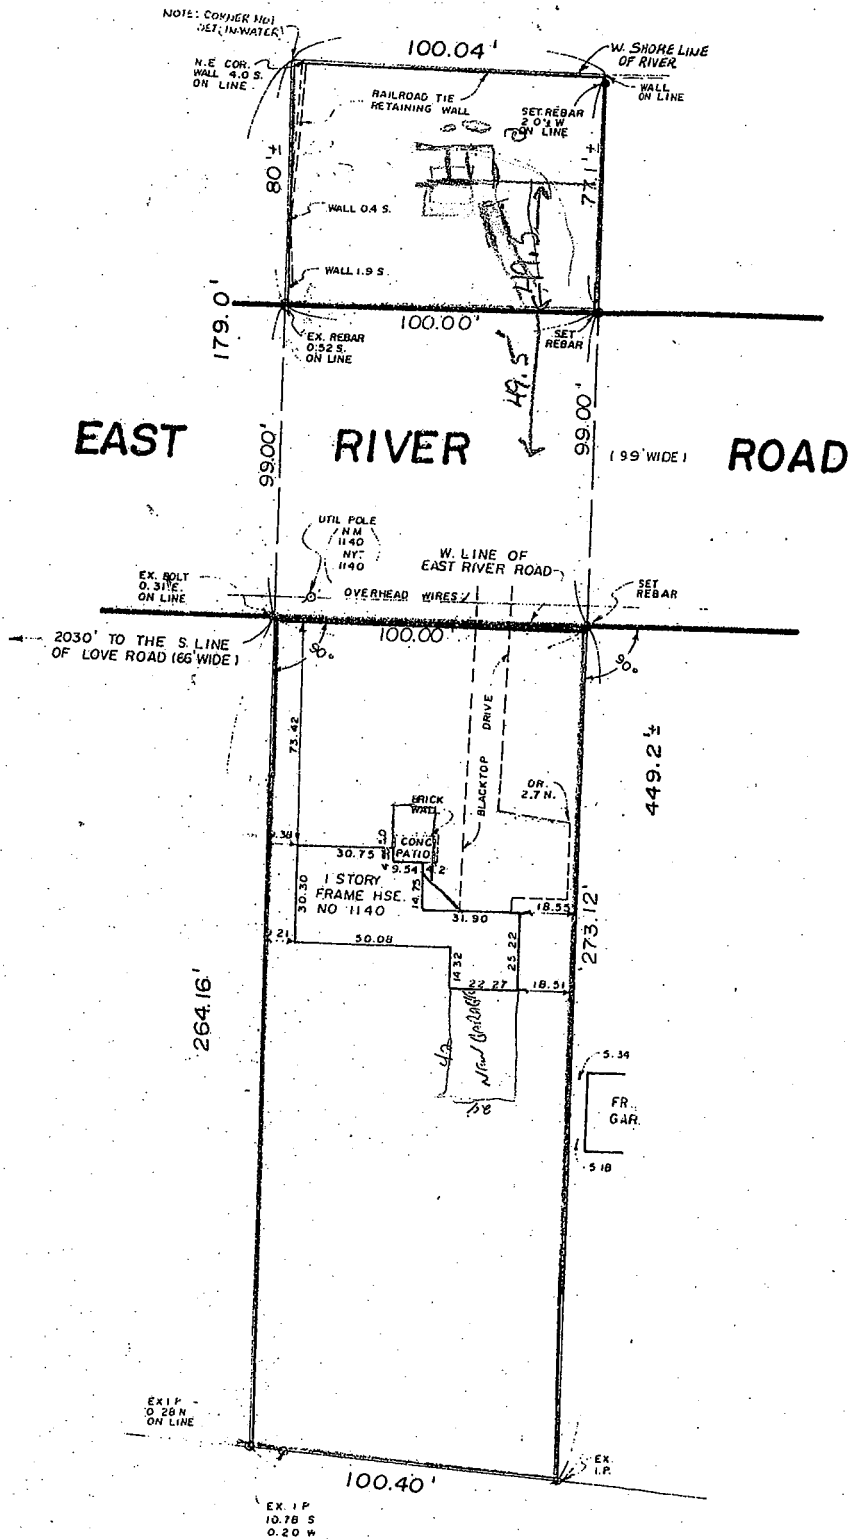 NOTE: CORNER NOT
SET; IN WATER
100.04'
W. SHORE LINE
OF RIVER
N.E COR.
WALL 4.0 S.
ON LINE
RAILROAD TIE
RETAINING WALL
SET REBAR
2.0'± W
ON LINE
WALL
ON LINE
80'±
77.1'±
WALL 0.4 S.
49.5
WALL 1.9 S.
179.0'
100.00'
EX. REBAR
0.52 S.
ON LINE
SET
REBAR
49.5'
99.00'
99.00'
EAST RIVER ROAD
(99' WIDE)
UTIL POLE
NM
1140
NYT
1140
W. LINE OF
EAST RIVER ROAD
EX. BOLT
0.31 E.
ON LINE
OVERHEAD WIRES
SET
REBAR
2030' TO THE S. LINE
OF LOVE ROAD (66' WIDE)
100.00'
90°
90°
73.42
BLACKTOP DRIVE
449.2'±
DR.
2.7 N.
BRICK
WALL
CONC
PATIO
30.75
9.54
4.2
1 STORY
FRAME HSE.
NO 1140
30.30
14.75
31.90
18.55
273.12'
50.08
14.32
25.22
22.27
18.51
264.16'
NEW GARAGE
5.34
FR.
GAR.
5.18
EX I P
0.28 N
ON LINE
100.40'
EX.
I.P.
EX. I P
10.78 S
0.20 W